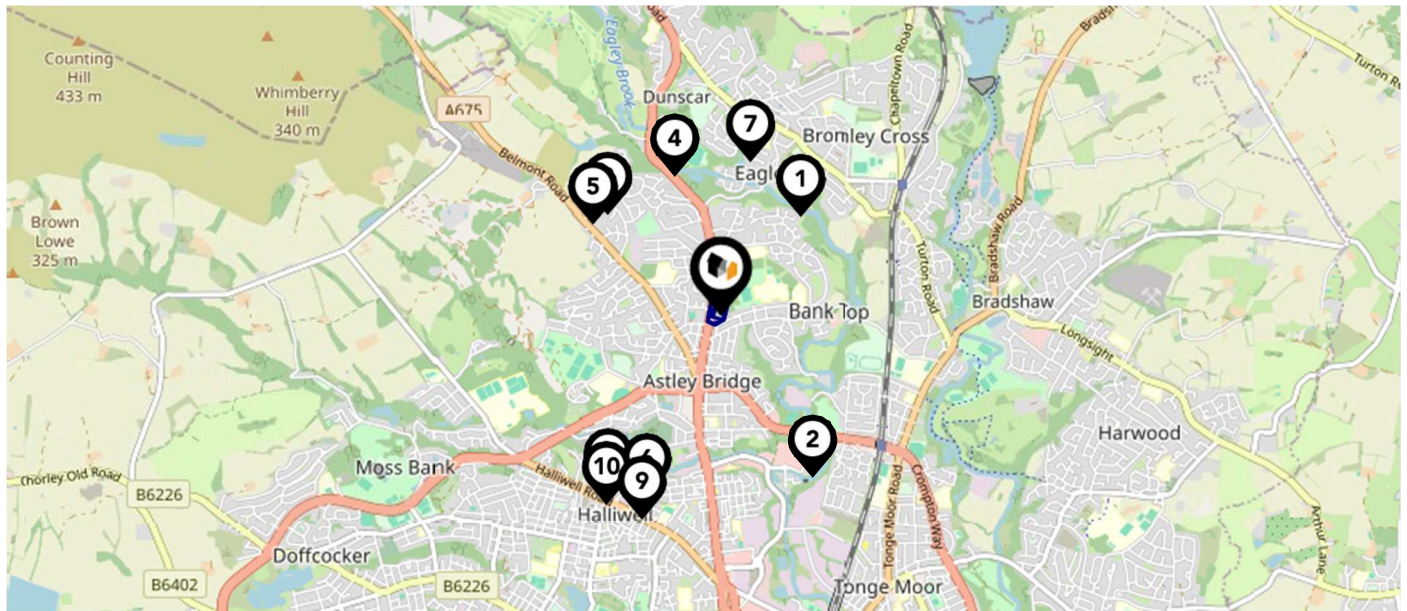 Counting
Hill
433 m
Whimberry
Hill
340 m
Brown
Lowe
325 m
A675
Belmont Road
Eagley Brook
Road
Dunscar
4
7
Bromley Cross
Chapeltown Road
Turton
5
1
Turton Road
Bradshaw Road
Bank Top
Bradshaw
Longsight
Astley Bridge
2
Harwood
Moss Bank
10
9
Halliwell Road
Chorley Old Road
B6226
Doffcocker
B6402
B6226
Tonge Moor Road
Crompton Way
Arthur Lane
Tonge Moor